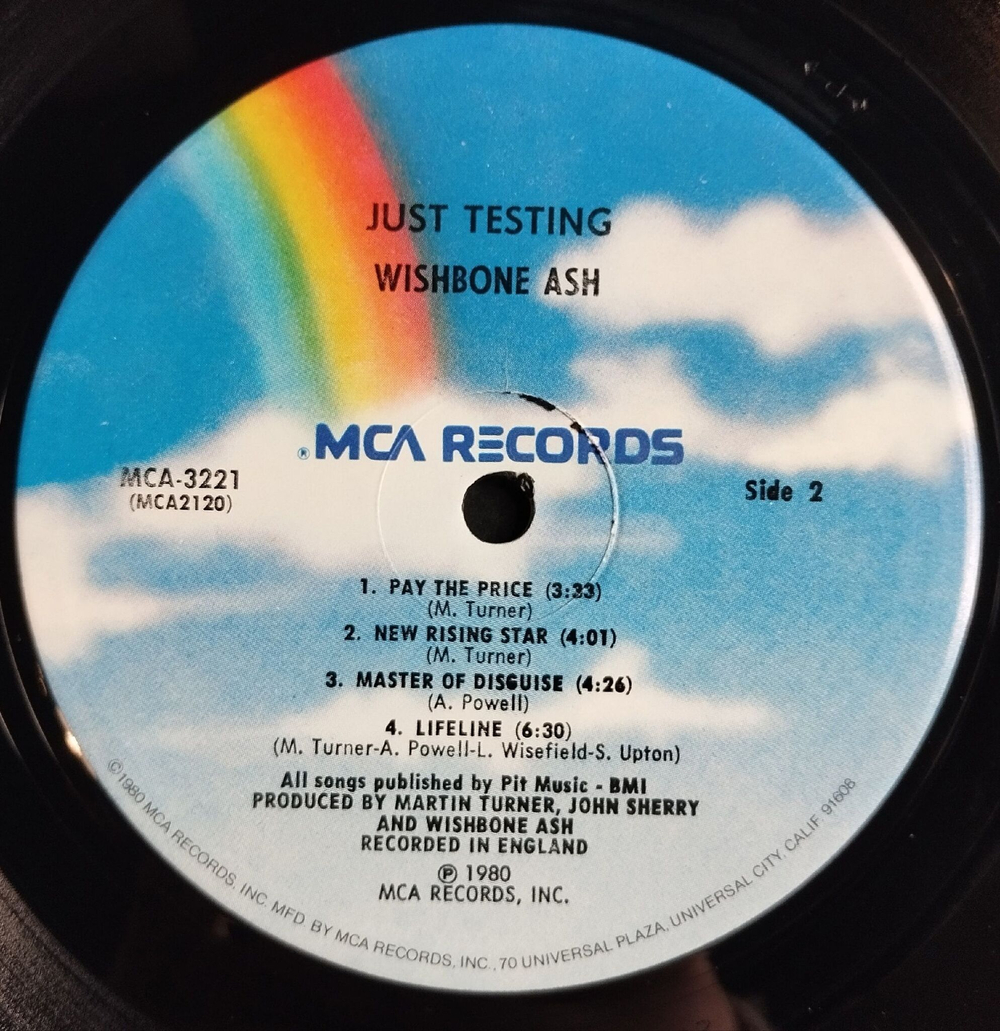 JUST TESTING
WISHBONE ASH
® MCA RECORDS
MCA-3221
(MCA2120)
Side 2
1. PAY THE PRICE (3:33)
(M. Turner)
2. NEW RISING STAR (4:01)
(M. Turner)
3. MASTER OF DISGUISE (4:26)
(A. Powell)
4. LIFELINE (6:30)
(M. Turner-A. Powell-L. Wisefield-S. Upton)
All songs published by Pit Music - BMI
PRODUCED BY MARTIN TURNER, JOHN SHERRY
AND WISHBONE ASH
RECORDED IN ENGLAND
℗ 1980
MCA RECORDS, INC.
©1980 MCA RECORDS, INC. MFD. BY MCA RECORDS, INC., 70 UNIVERSAL PLAZA, UNIVERSAL CITY, CALIF. 91608